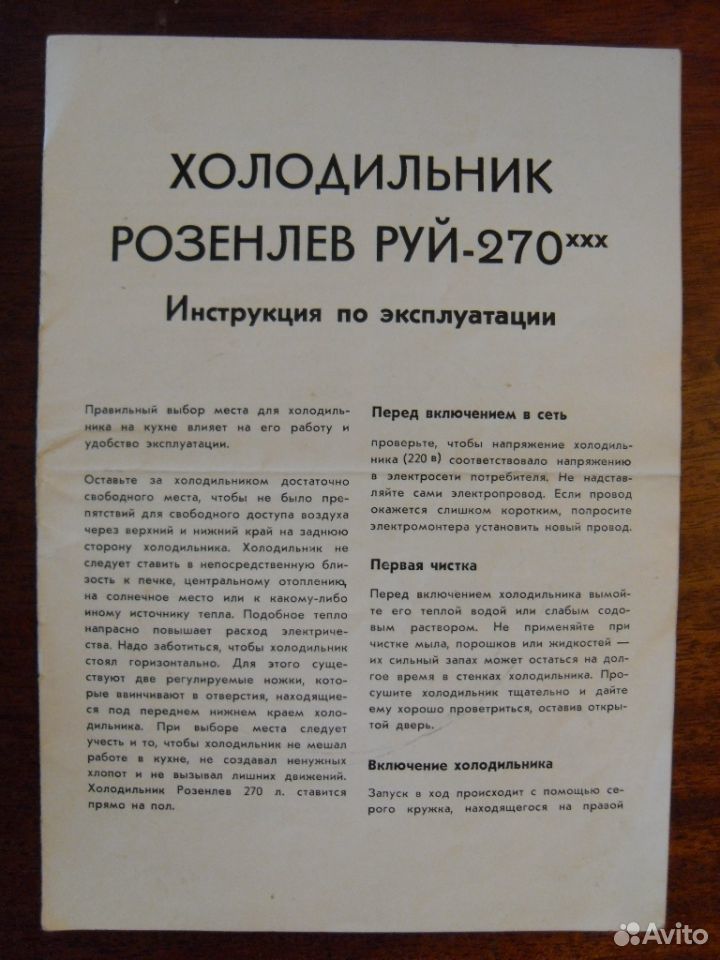 ХОЛОДИЛЬНИК
РОЗЕНЛЕВ РУЙ-270ххх
Инструкция по эксплуатации
Правильный выбор места для холодиль-
ника на кухне влияет на его работу и
удобство эксплуатации.
Оставьте за холодильником достаточно
свободного места, чтобы не было пре-
пятствий для свободного доступа воздуха
через верхний и нижний край на заднюю
сторону холодильника. Холодильник не
следует ставить в непосредственную бли-
зость к печке, центральному отоплению,
на солнечное место или к какому-либо
иному источнику тепла. Подобное тепло
напрасно повышает расход электриче-
ства. Надо заботиться, чтобы холодильник
стоял горизонтально. Для этого суще-
ствуют две регулируемые ножки, кото-
рые ввинчивают в отверстия, находящие-
ся под переднем нижнем краем холо-
дильника. При выборе места следует
учесть и то, чтобы холодильник не мешал
работе в кухне, не создавал ненужных
хлопот и не вызывал лишних движений.
Холодильник Розенлев 270 л. ставится
прямо на пол.
Перед включением в сеть
проверьте, чтобы напряжение холодиль-
ника (220 в) соответствовало напряжению
в электросети потребителя. Не надстав-
ляйте сами электропровод. Если провод
окажется слишком коротким, попросите
электромонтера установить новый провод.
Первая чистка
Перед включением холодильника вымой-
те его теплой водой или слабым содо-
вым раствором. Не применяйте при
чистке мыла, порошков или жидкостей —
их сильный запах может остаться на дол-
гое время в стенках холодильника. Про-
сушите холодильник тщательно и дайте
ему хорошо проветриться, оставив откры-
той дверь.
Включение холодильника
Запуск в ход происходит с помощью се-
рого кружка, находящегося на правой
Avito